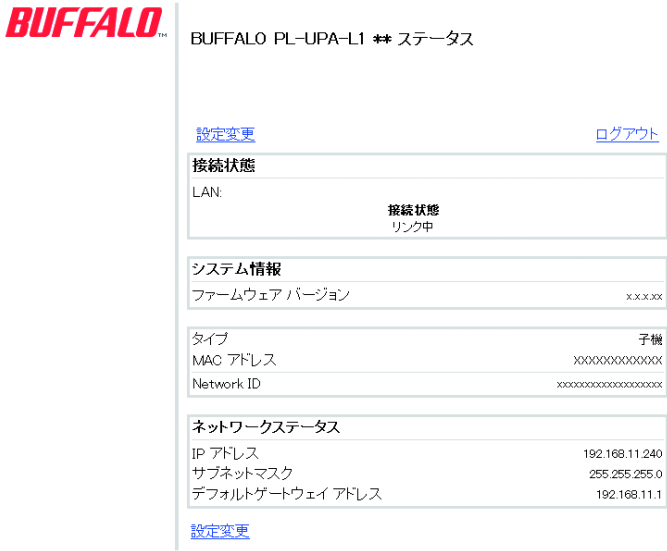 BUFFALO™
BUFFALO PL-UPA-L1 ** ステータス
設定変更 ログアウト
接続状態
LAN:
接続状態
リンク中
システム情報
ファームウェア バージョン x.x.x.xx
タイプ 子機
MAC アドレス XXXXXXXXXXXX
Network ID xxxxxxxxxxxxxxxxxxx
ネットワークステータス
IP アドレス 192.168.11.240
サブネットマスク 255.255.255.0
デフォルトゲートウェイ アドレス 192.168.11.1
設定変更